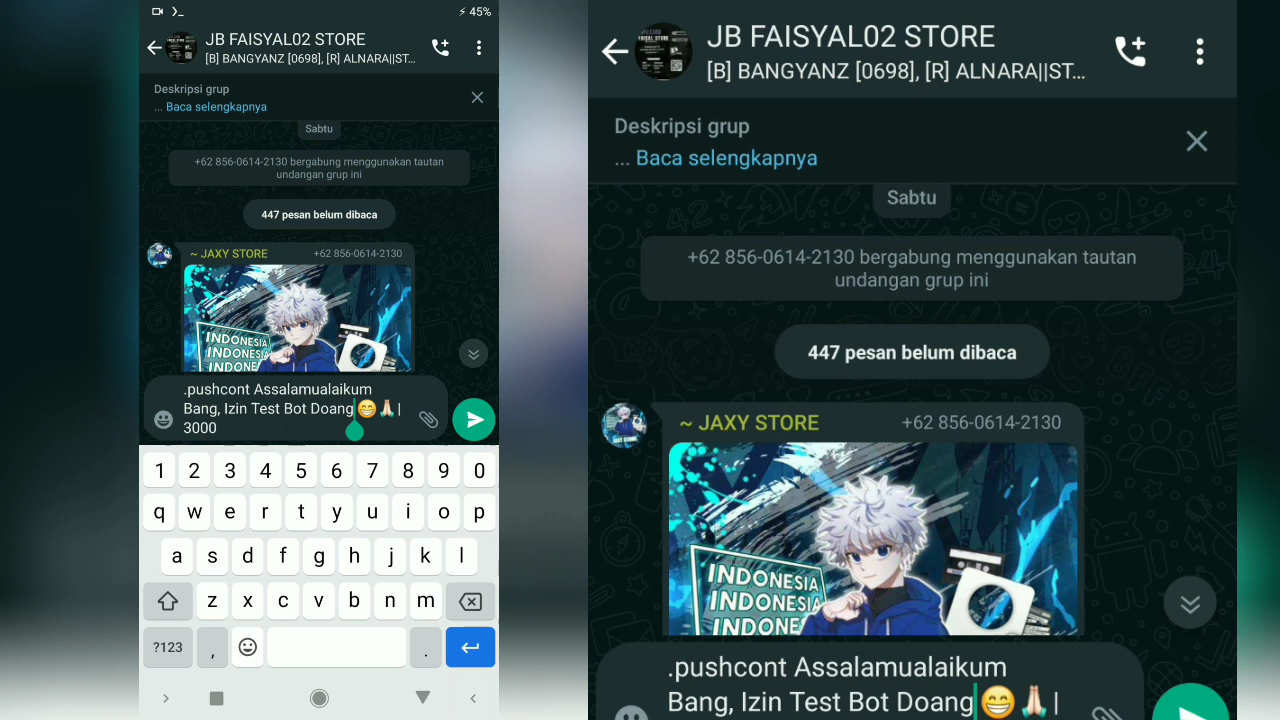 45%
JB FAISYAL02 STORE
[B] BANGYANZ [0698], [R] ALNARA||ST...
Deskripsi grup
... Baca selengkapnya
Sabtu
+62 856-0614-2130 bergabung menggunakan tautan
undangan grup ini
447 pesan belum dibaca
~ JAXY STORE +62 856-0614-2130
INDONESIA
INDONESIA
INDONESIA
.pushcont Assalamualaikum
Bang, Izin Test Bot Doang😁🙏🏻|
3000
1 2 3 4 5 6 7 8 9 0
q w e r t y u i o p
a s d f g h j k l
z x c v b n m
?123 , .
JB FAISYAL02 STORE
[B] BANGYANZ [0698], [R] ALNARA||ST...
Deskripsi grup
... Baca selengkapnya
Sabtu
+62 856-0614-2130 bergabung menggunakan tautan
undangan grup ini
447 pesan belum dibaca
~ JAXY STORE +62 856-0614-2130
INDONESIA
INDONESIA
INDONESIA
.pushcont Assalamualaikum
Bang, Izin Test Bot Doang😁🙏🏻|